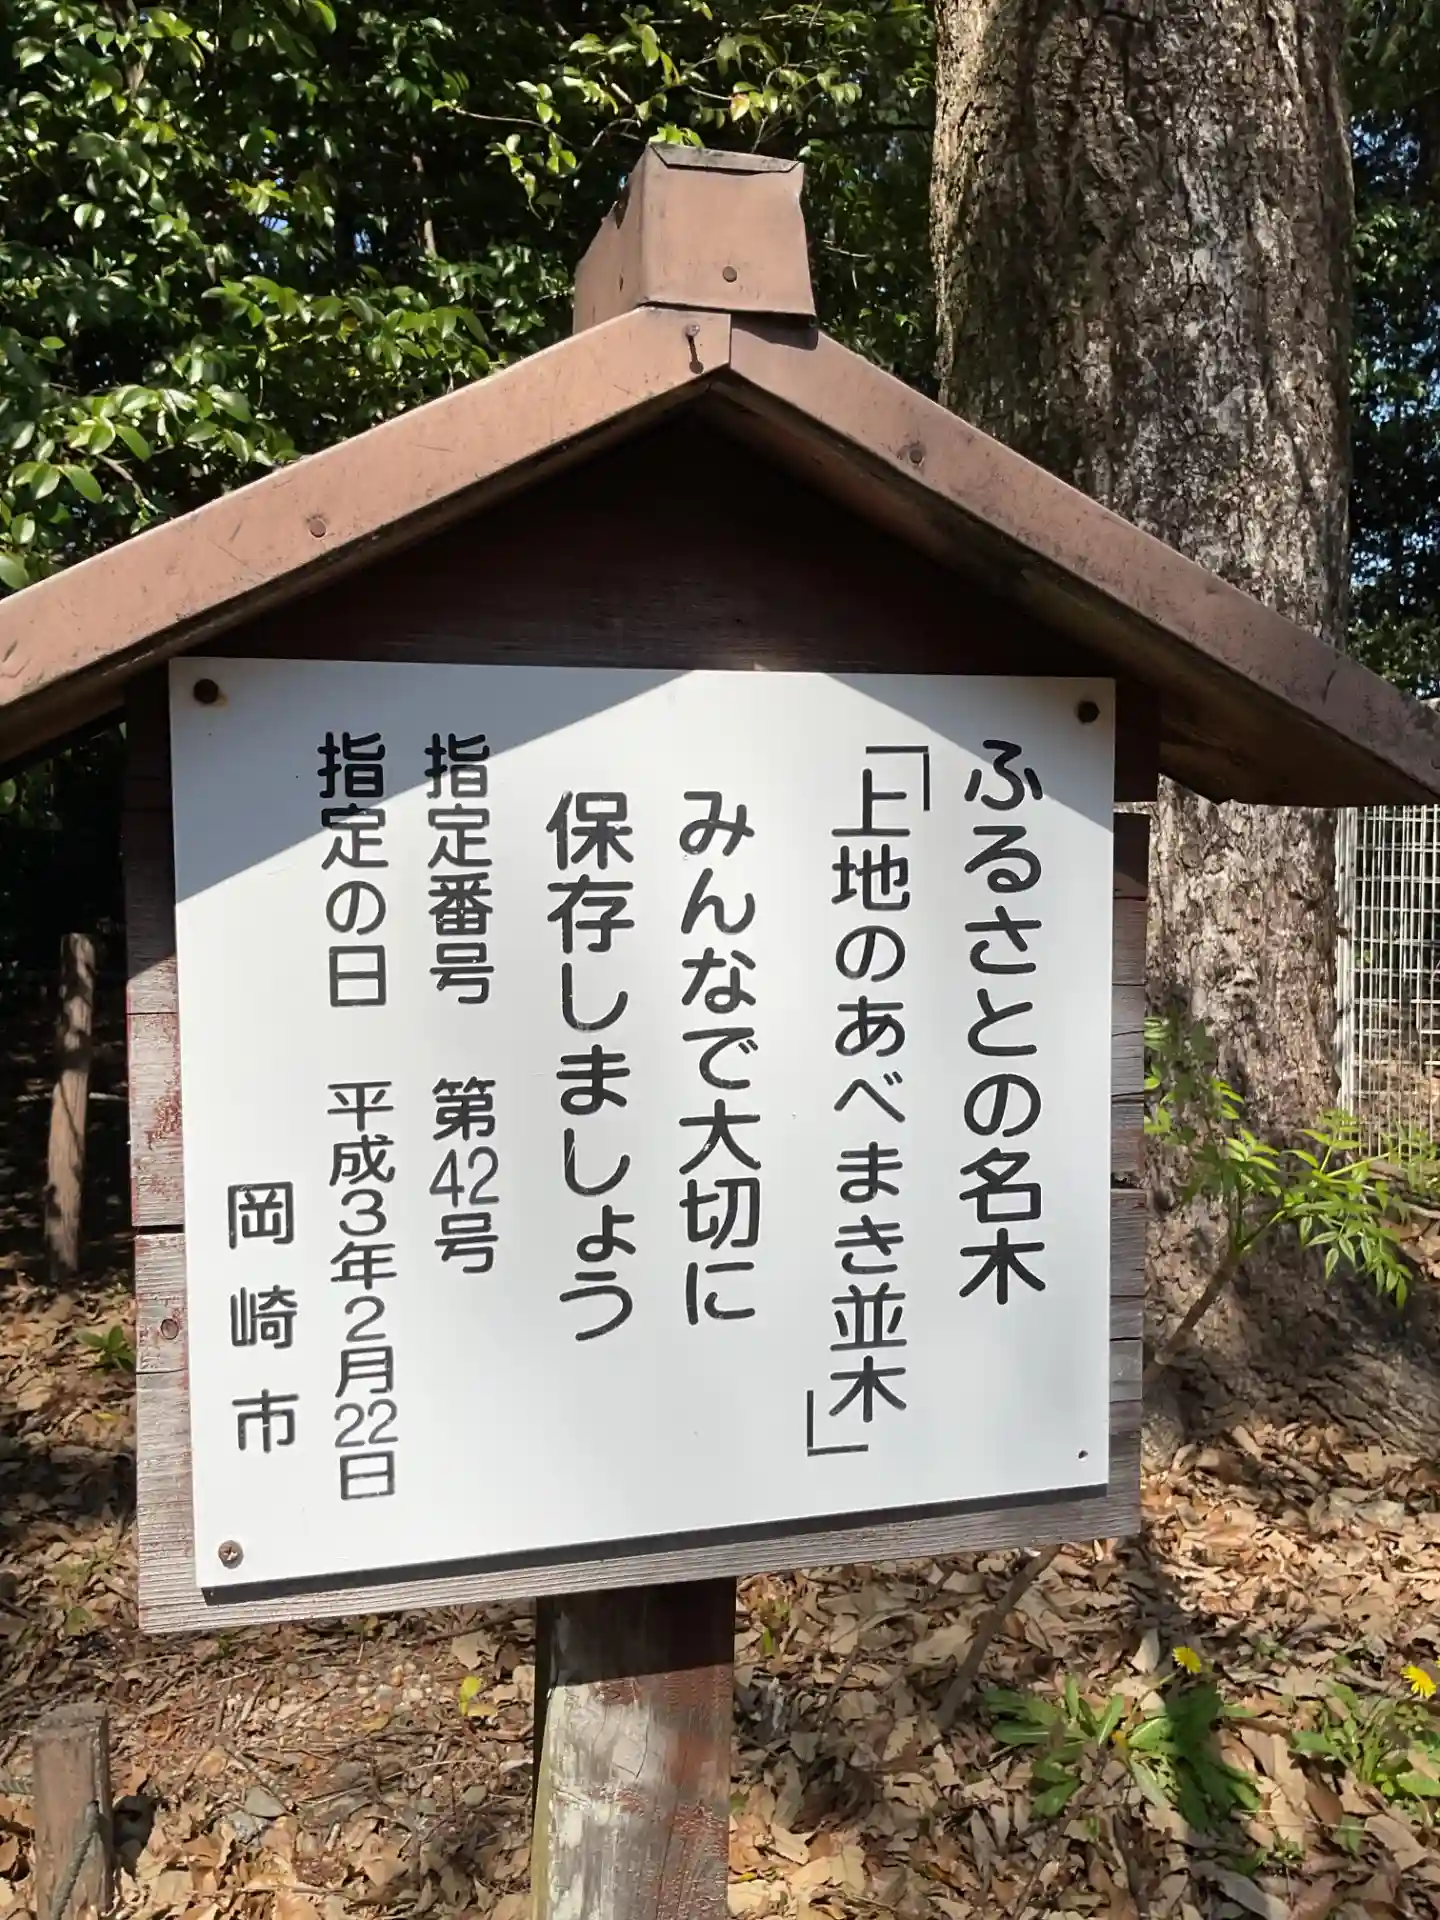 ふるさとの名木
「上地のあべまき並木」
みんなで大切に
保存しましょう
指定番号　第42号
指定の日　平成3年2月22日
岡崎市